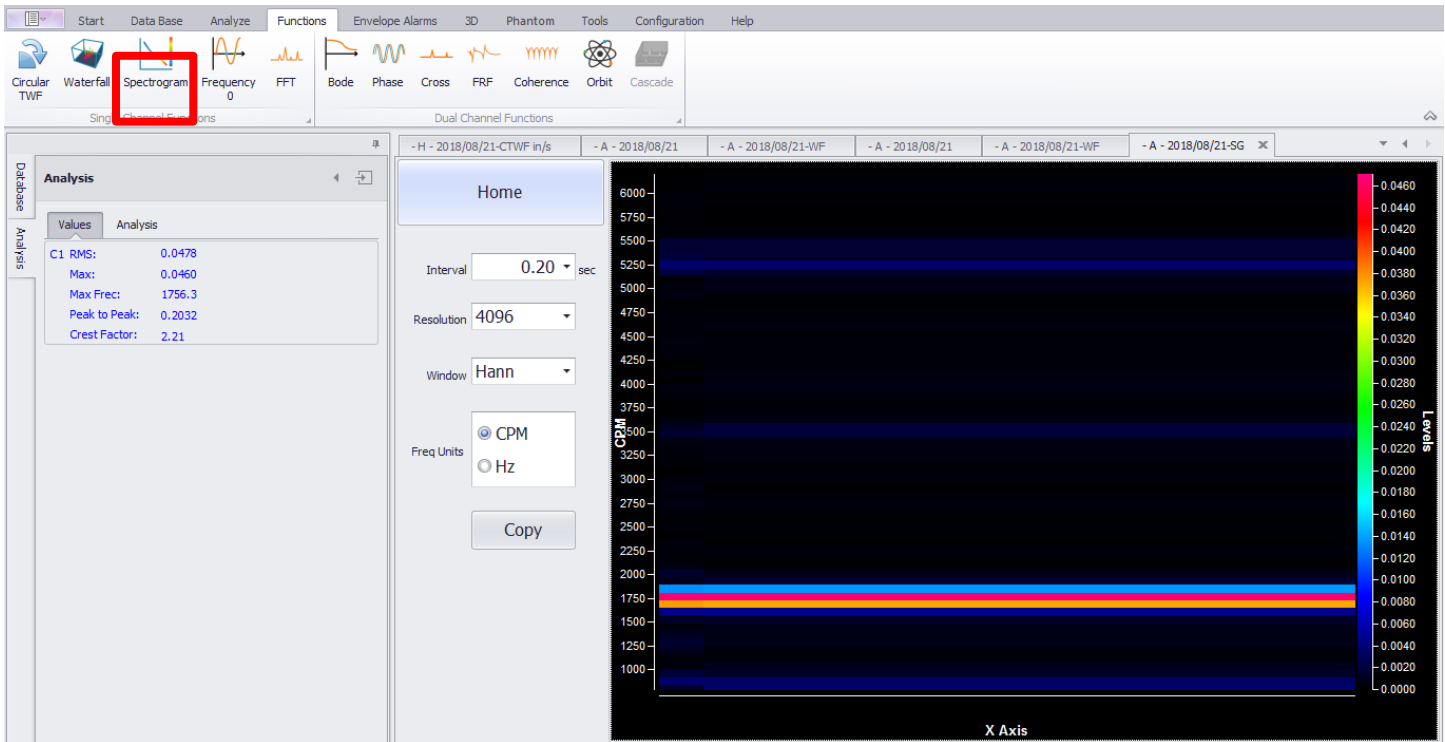 Start Data Base Analyze Functions Envelope Alarms 3D Phantom Tools Configuration Help
Circular TWF
Waterfall
Spectrogram
Frequency 0
FFT
Bode
Phase
Cross
FRF
Coherence
Orbit
Cascade
Single Channel Functions
Dual Channel Functions
Database
Analysis
Analysis
Values Analysis
C1 RMS: 0.0478
Max: 0.0460
Max Frec: 1756.3
Peak to Peak: 0.2032
Crest Factor: 2.21
- H - 2018/08/21-CTWF in/s
- A - 2018/08/21
- A - 2018/08/21-WF
- A - 2018/08/21
- A - 2018/08/21-WF
- A - 2018/08/21-SG
Home
Interval 0.20 sec
Resolution 4096
Window Hann
Freq Units
CPM
Hz
Copy
CPM
6000
5750
5500
5250
5000
4750
4500
4250
4000
3750
3500
3250
3000
2750
2500
2250
2000
1750
1500
1250
1000
X Axis
0.0460
0.0440
0.0420
0.0400
0.0380
0.0360
0.0340
0.0320
0.0300
0.0280
0.0260
0.0240
0.0220
0.0200
0.0180
0.0160
0.0140
0.0120
0.0100
0.0080
0.0060
0.0040
0.0020
0.0000
Levels